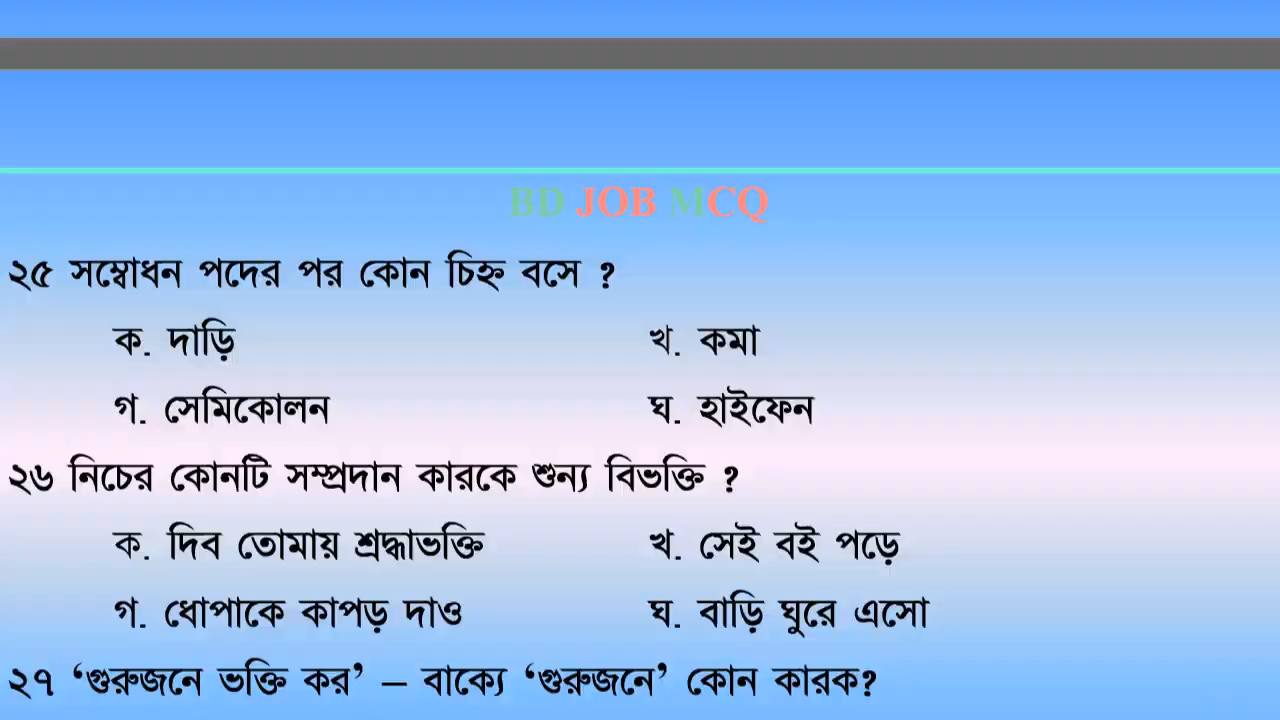 BD JOB MCQ
২৫ সম্বোধন পদের পর কোন চিহ্ন বসে ?
ক. দাড়ি খ. কমা
গ. সেমিকোলন ঘ. হাইফেন
২৬ নিচের কোনটি সম্প্রদান কারকে শুন্য বিভক্তি ?
ক. দিব তোমায় শ্রদ্ধাভক্তি খ. সেই বই পড়ে
গ. ধোপাকে কাপড় দাও ঘ. বাড়ি ঘুরে এসো
২৭ ‘গুরুজনে ভক্তি কর’ – বাক্যে ‘গুরুজনে’ কোন কারক?